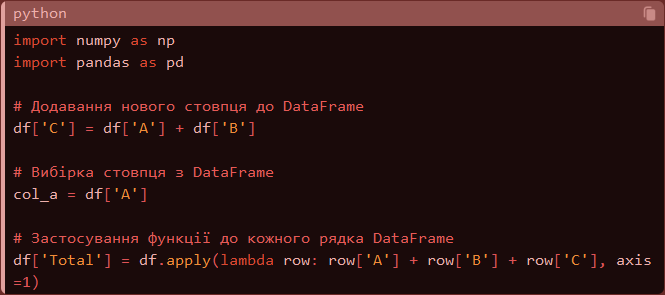 python
import numpy as np
import pandas as pd
# Додавання нового стовпця до DataFrame
df['C'] = df['A'] + df['B']
# Вибірка стовпця з DataFrame
col_a = df['A']
# Застосування функції до кожного рядка DataFrame
df['Total'] = df.apply(lambda row: row['A'] + row['B'] + row['C'], axis
=1)